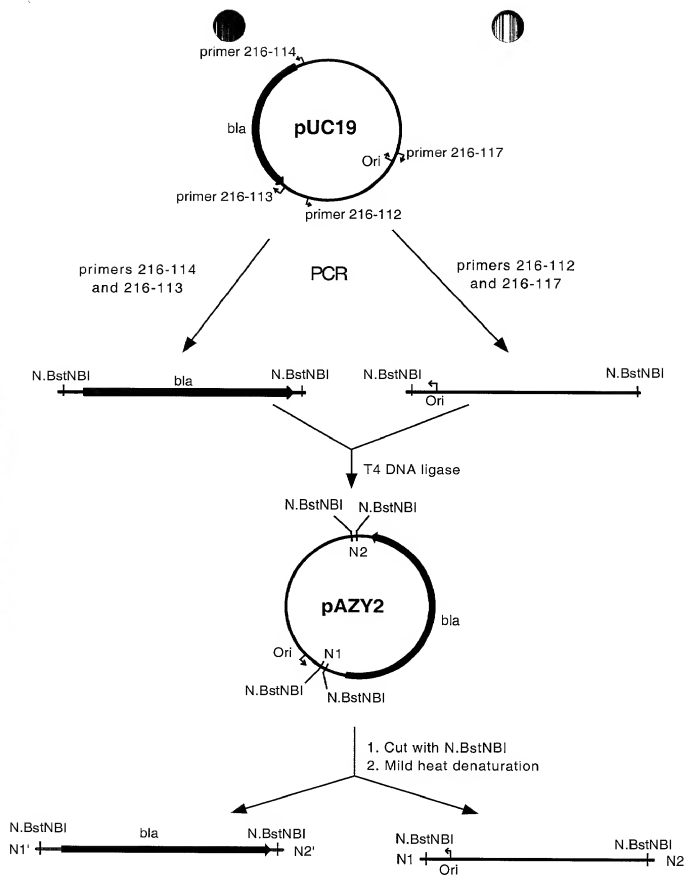 primer 216-114
bla
pUC19
Ori
primer 216-117
primer 216-113
primer 216-112
primers 216-114
and 216-113
PCR
primers 216-112
and 216-117
N.BstNBI
bla
N.BstNBI
N.BstNBI
Ori
N.BstNBI
T4 DNA ligase
N.BstNBI
N.BstNBI
N2
pAZY2
bla
Ori
N1
N.BstNBI
N.BstNBI
1. Cut with N.BstNBI
2. Mild heat denaturation
N.BstNBI
bla
N.BstNBI
N1'
N2'
N.BstNBI
N.BstNBI
N1
Ori
N2